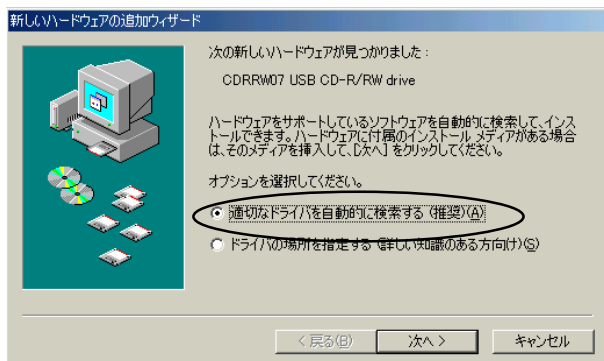 新しいハードウェアの追加ウィザード
次の新しいハードウェアが見つかりました :
CDRRW07 USB CD-R/RW drive
ハードウェアをサポートしているソフトウェアを自動的に検索して、インス
トールできます。ハードウェアに付属のインストール メディアがある場合
は、そのメディアを挿入して、[次へ] をクリックしてください。
オプションを選択してください。
適切なドライバを自動的に検索する (推奨)(A)
ドライバの場所を指定する (詳しい知識のある方向け)(S)
< 戻る(B)
次へ >
キャンセル